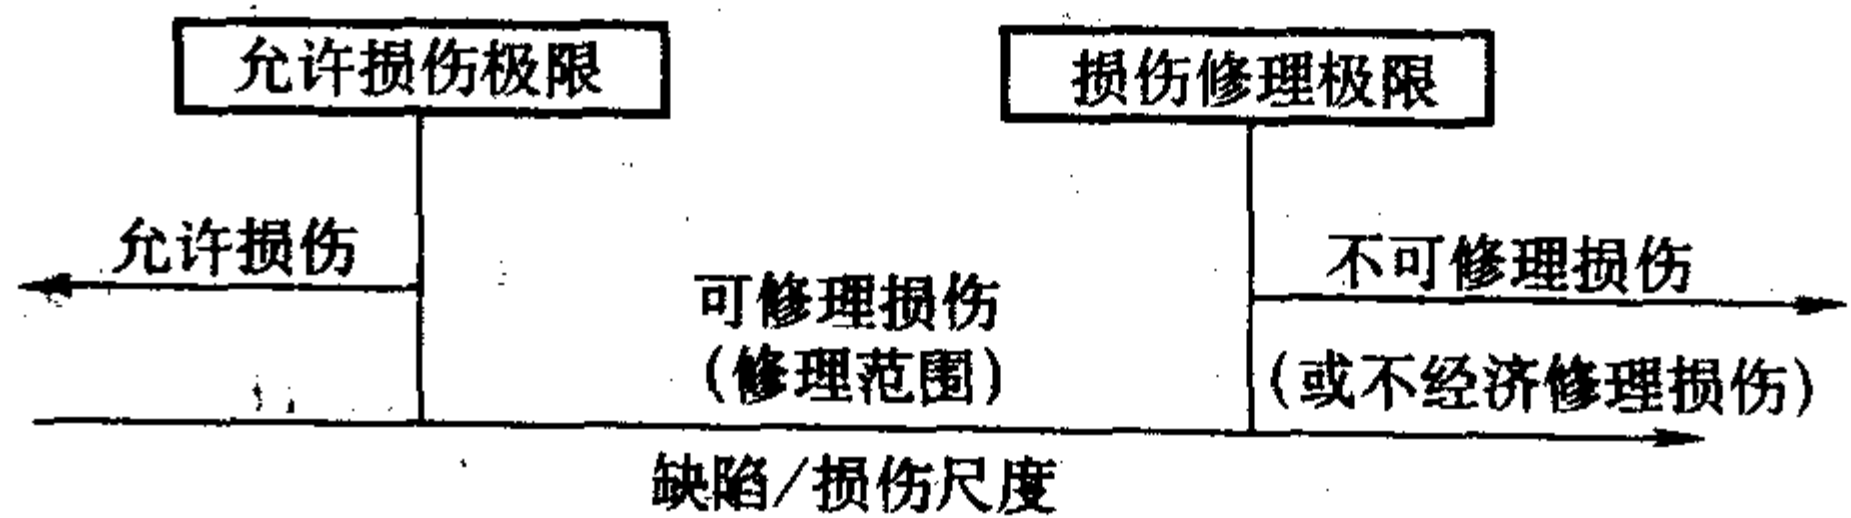 允许损伤极限
损伤修理极限
允许损伤
不可修理损伤
可修理损伤
(修理范围)
(或不经济修理损伤)
缺陷/损伤尺度